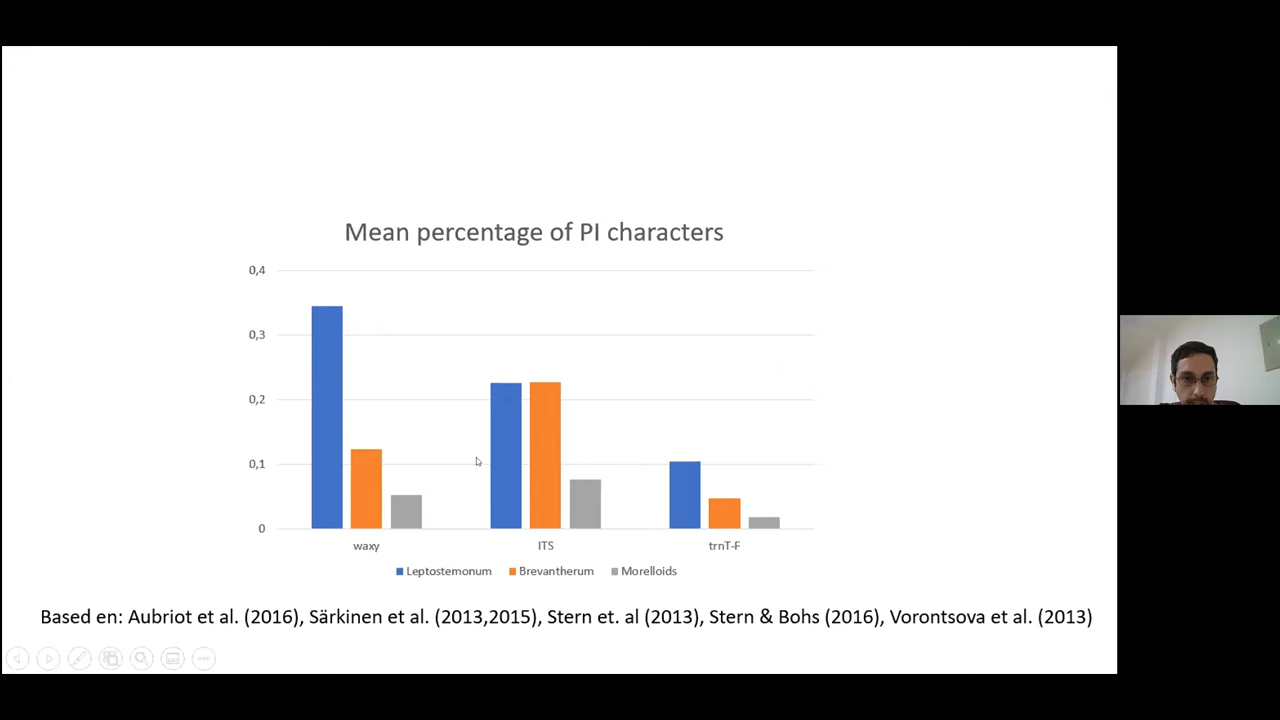 Mean percentage of PI characters
0,4
0,3
0,2
0,1
0
waxy ITS trnT-F
Leptostemonum Brevantherum Morelloids
Based en: Aubriot et al. (2016), Särkinen et al. (2013,2015), Stern et. al (2013), Stern & Bohs (2016), Vorontsova et al. (2013)